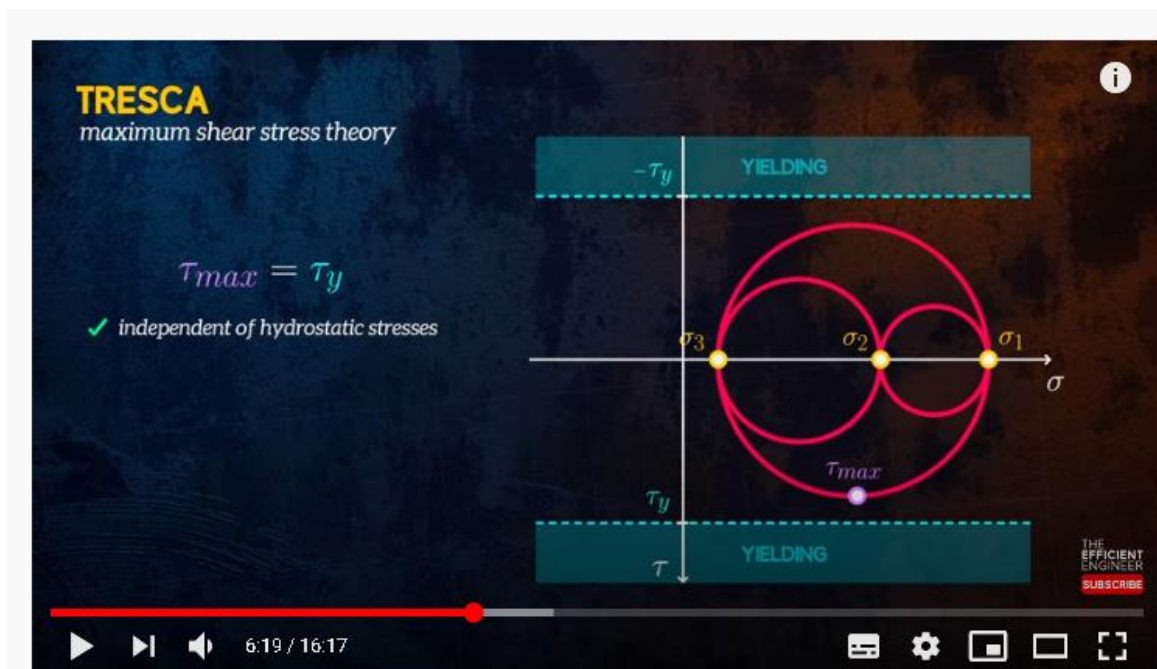 TRESCA
maximum shear stress theory
τmax = τy
✓ independent of hydrostatic stresses
−τy
YIELDING
σ3
σ2
σ1
σ
τmax
τy
YIELDING
τ
THE
EFFICIENT
ENGINEER
SUBSCRIBE
6:19 / 16:17